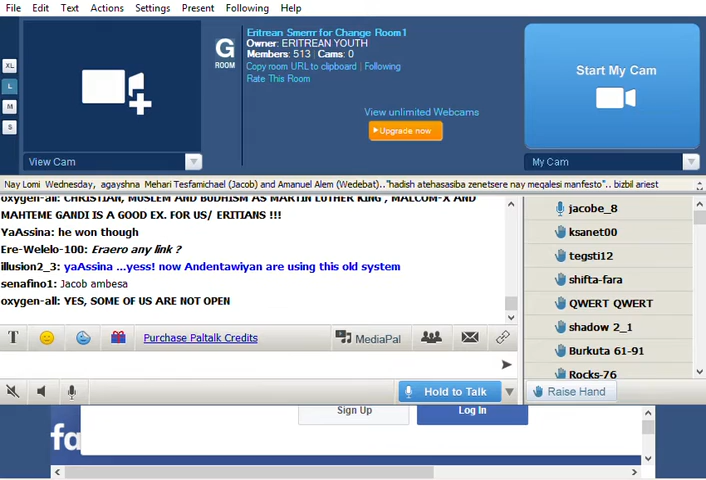 File Edit Text Actions Settings Present Following Help
Eritrean Smerrr for Change Room1
Owner: ERITREAN YOUTH
Members: 513 | Cams: 0
Copy room URL to clipboard | Following
Rate This Room
G
ROOM
XL
L
M
S
View unlimited Webcams
Upgrade now
Start My Cam
View Cam
My Cam
Nay Lomi Wednesday, agayshna Mehari Tesfamichael (Jacob) and Amanuel Alem (Wedebat).."hadish atehasasiba zenetsere nay meqalesi manfesto".. bizbil ariest
oxygen-all: CHRISTIAN, MUSLEM AND BUDHISM AS MARTIN LUTHER KING , MALCOM-X AND
MAHTEME GANDI IS A GOOD EX. FOR US/ ERITIANS !!!
YaAssina: he won though
Ere-Welelo-100: Eraero any link ?
illusion2_3: yaAssina ...yess! now Andentawiyan are using this old system
senafino1: Jacob ambesa
oxygen-all: YES, SOME OF US ARE NOT OPEN
jacobe_8
ksanet00
tegsti12
shifta-fara
QWERT QWERT
shadow 2_1
Burkuta 61-91
Rocks-76
T
Purchase Paltalk Credits
MediaPal
Hold to Talk
Raise Hand
Sign Up
Log In
fa